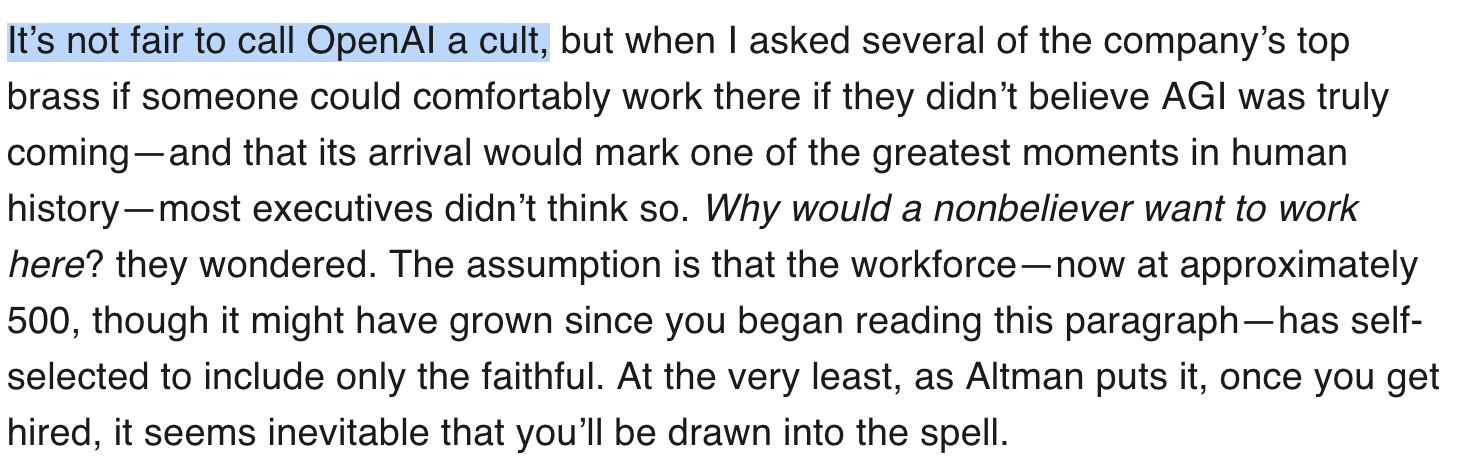 It’s not fair to call OpenAI a cult, but when I asked several of the company’s top
brass if someone could comfortably work there if they didn’t believe AGI was truly
coming—and that its arrival would mark one of the greatest moments in human
history—most executives didn’t think so. Why would a nonbeliever want to work
here? they wondered. The assumption is that the workforce—now at approximately
500, though it might have grown since you began reading this paragraph—has self-
selected to include only the faithful. At the very least, as Altman puts it, once you get
hired, it seems inevitable that you’ll be drawn into the spell.